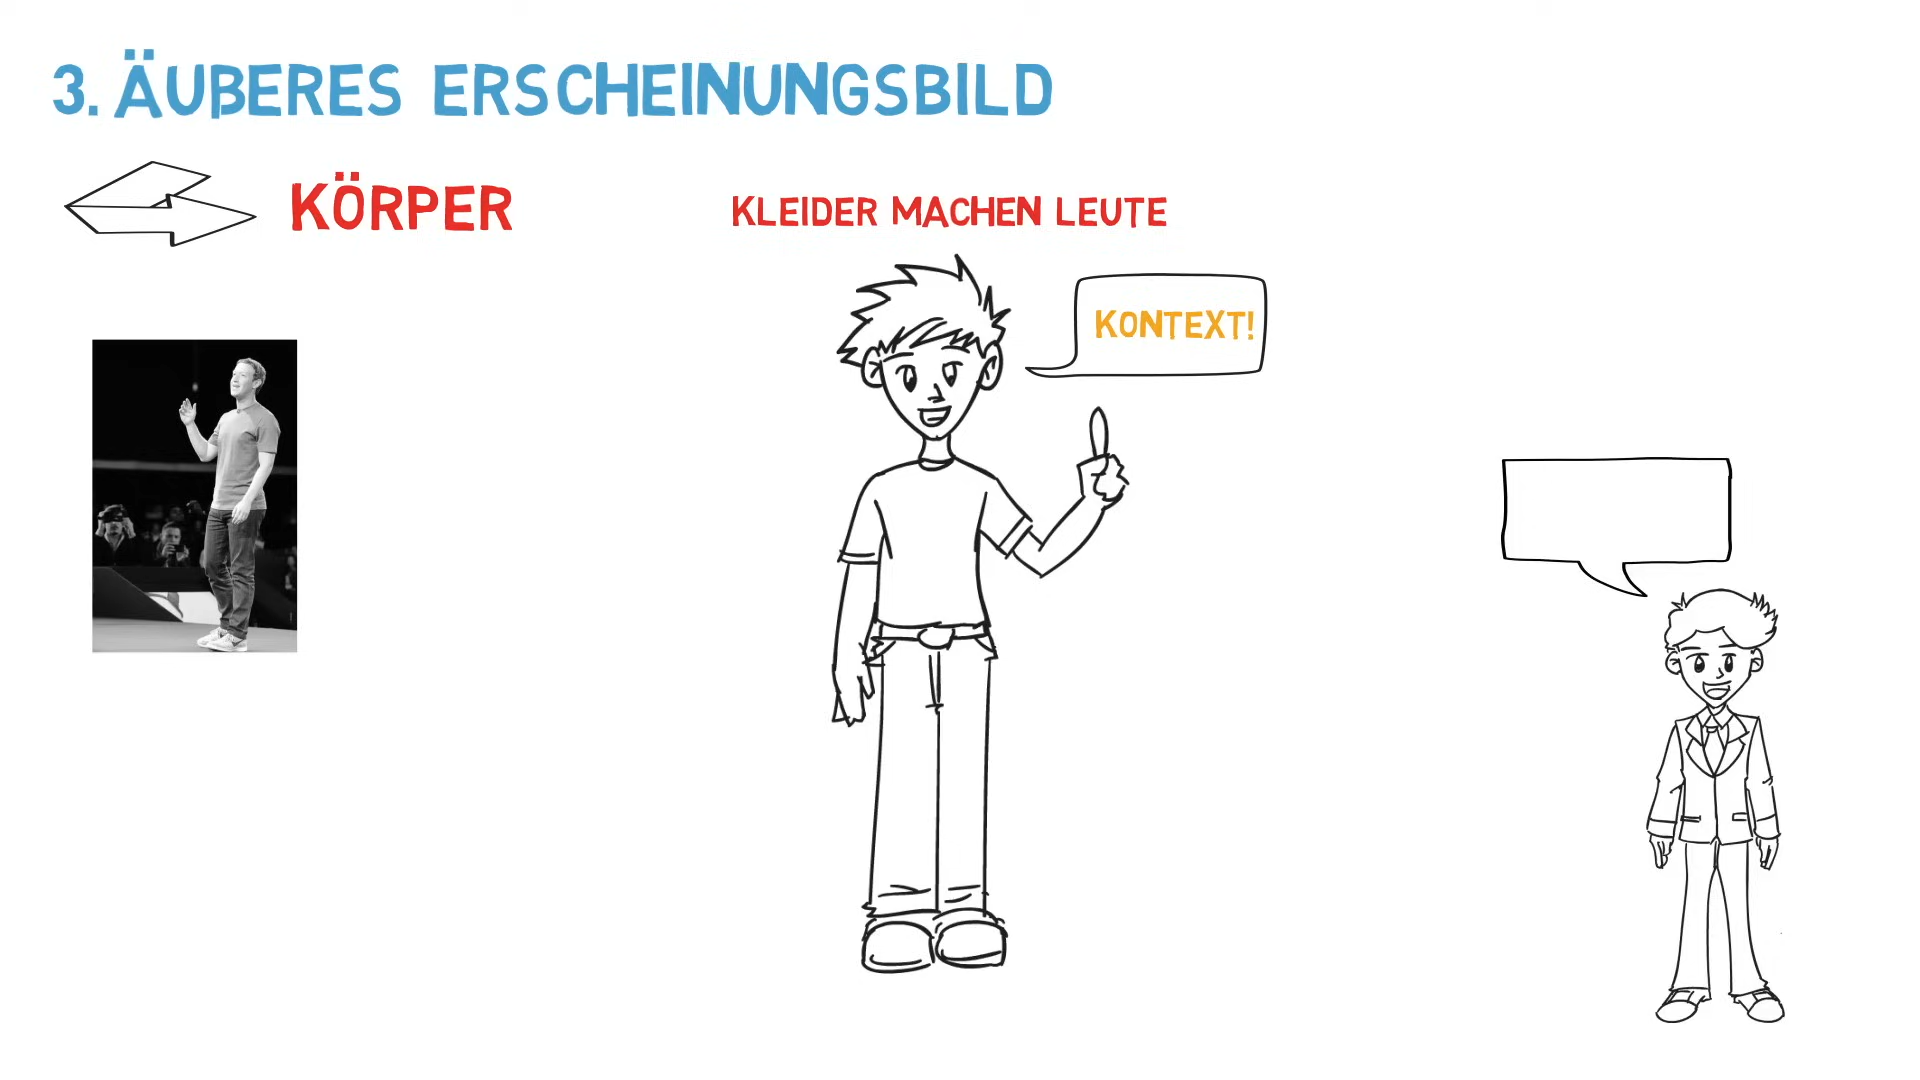 3. ÄUßERES ERSCHEINUNGSBILD
KÖRPER
KLEIDER MACHEN LEUTE
KONTEXT!